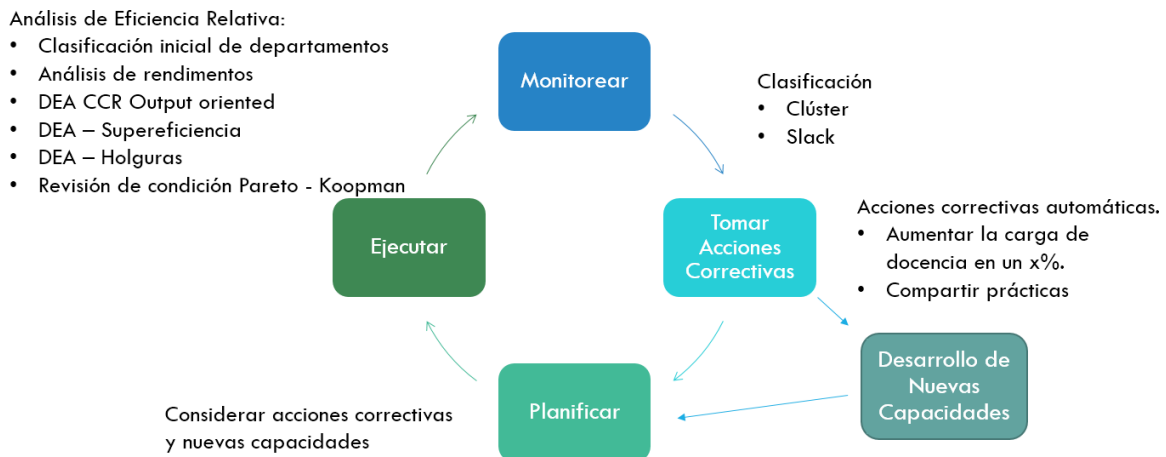 Análisis de Eficiencia Relativa:
• Clasificación inicial de departamentos
• Análisis de rendimentos
• DEA CCR Output oriented
• DEA – Supereficiencia
• DEA – Holguras
• Revisión de condición Pareto - Koopman
Monitorear
Clasificación
• Clúster
• Slack
Ejecutar
Tomar
Acciones
Correctivas
Acciones correctivas automáticas.
• Aumentar la carga de
docencia en un x%.
• Compartir prácticas
Desarrollo de
Nuevas
Capacidades
Planificar
Considerar acciones correctivas
y nuevas capacidades